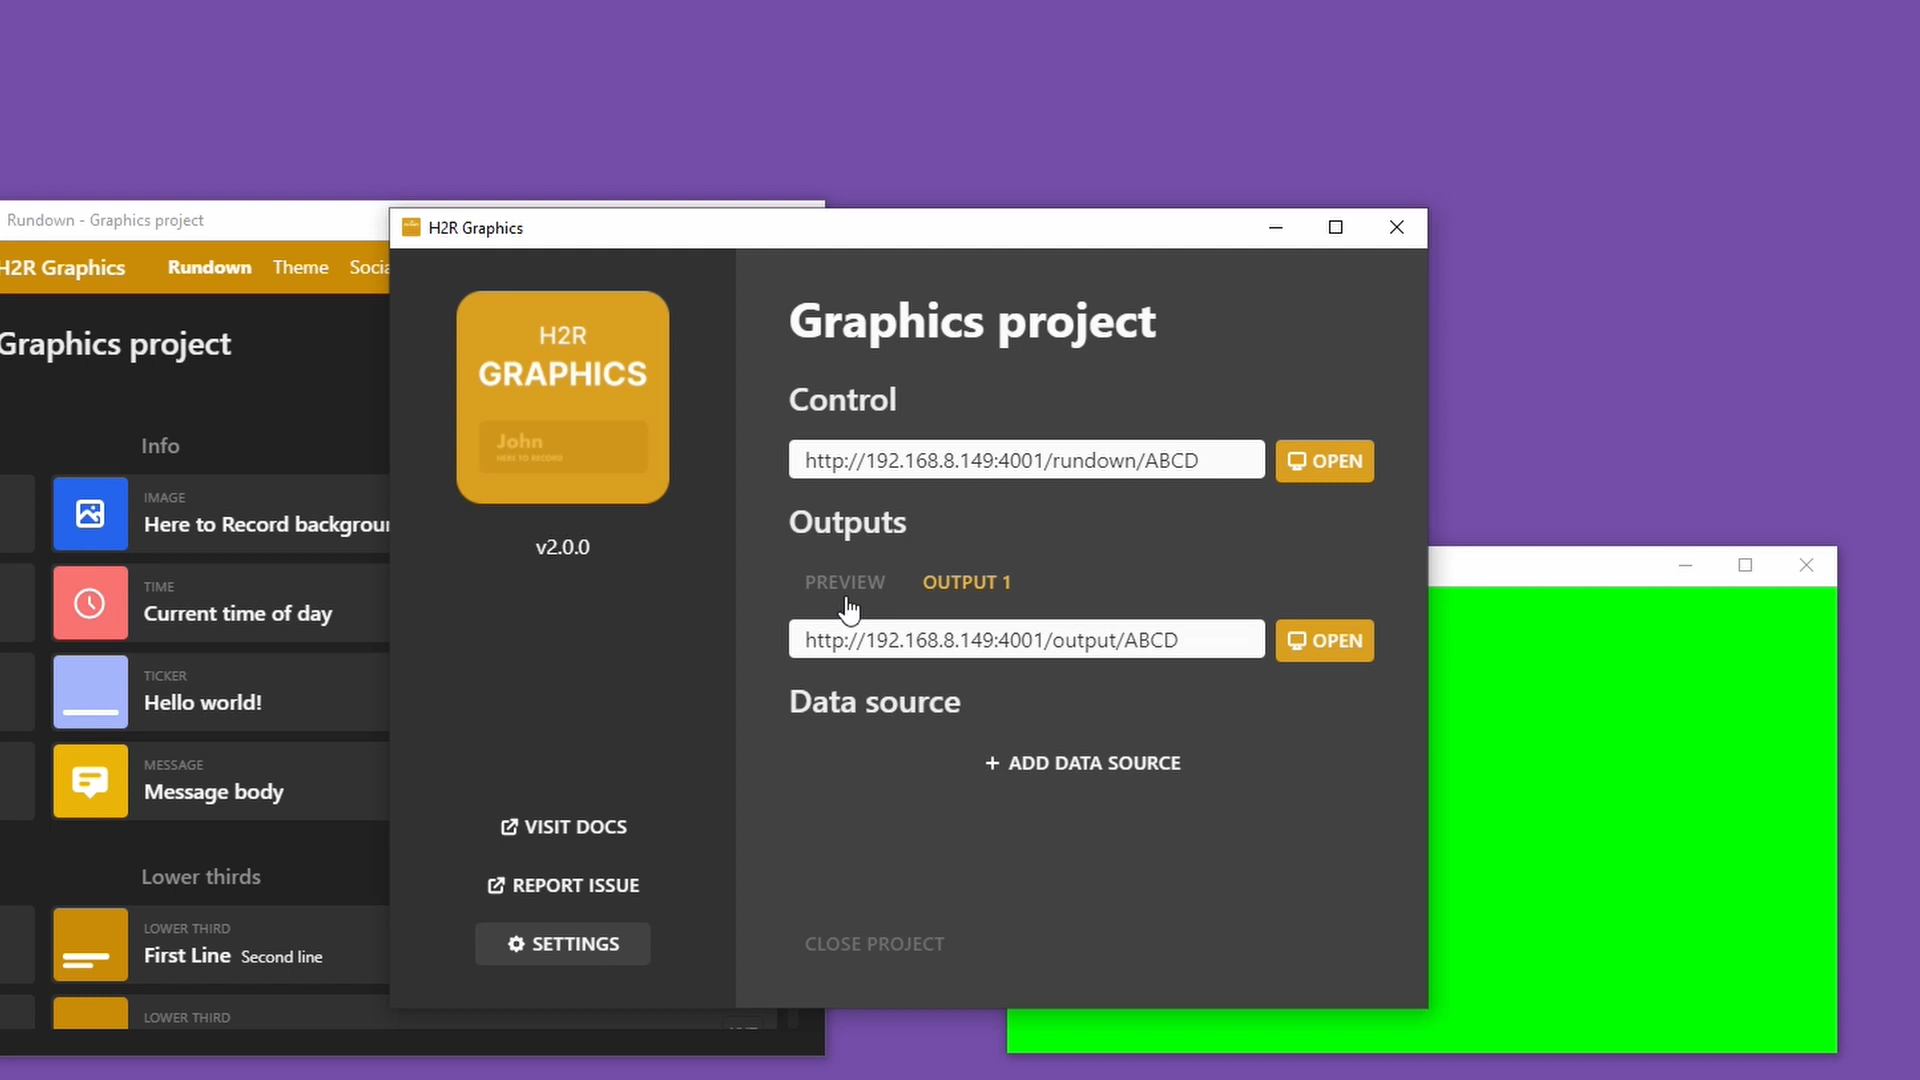 Rundown - Graphics project
H2R Graphics
Rundown
Theme
Graphics project
Info
IMAGE
Here to Record
TIME
Current time of day
TICKER
Hello world!
MESSAGE
Message body
Lower thirds
LOWER THIRD
First Line Second line
LOWER THIRD
H2R Graphics
H2R
GRAPHICS
John
HERE TO RECORD
v2.0.0
VISIT DOCS
REPORT ISSUE
SETTINGS
Graphics project
Control
http://192.168.8.149:4001/rundown/ABCD
OPEN
Outputs
PREVIEW
OUTPUT 1
http://192.168.8.149:4001/output/ABCD
OPEN
Data source
+ ADD DATA SOURCE
CLOSE PROJECT